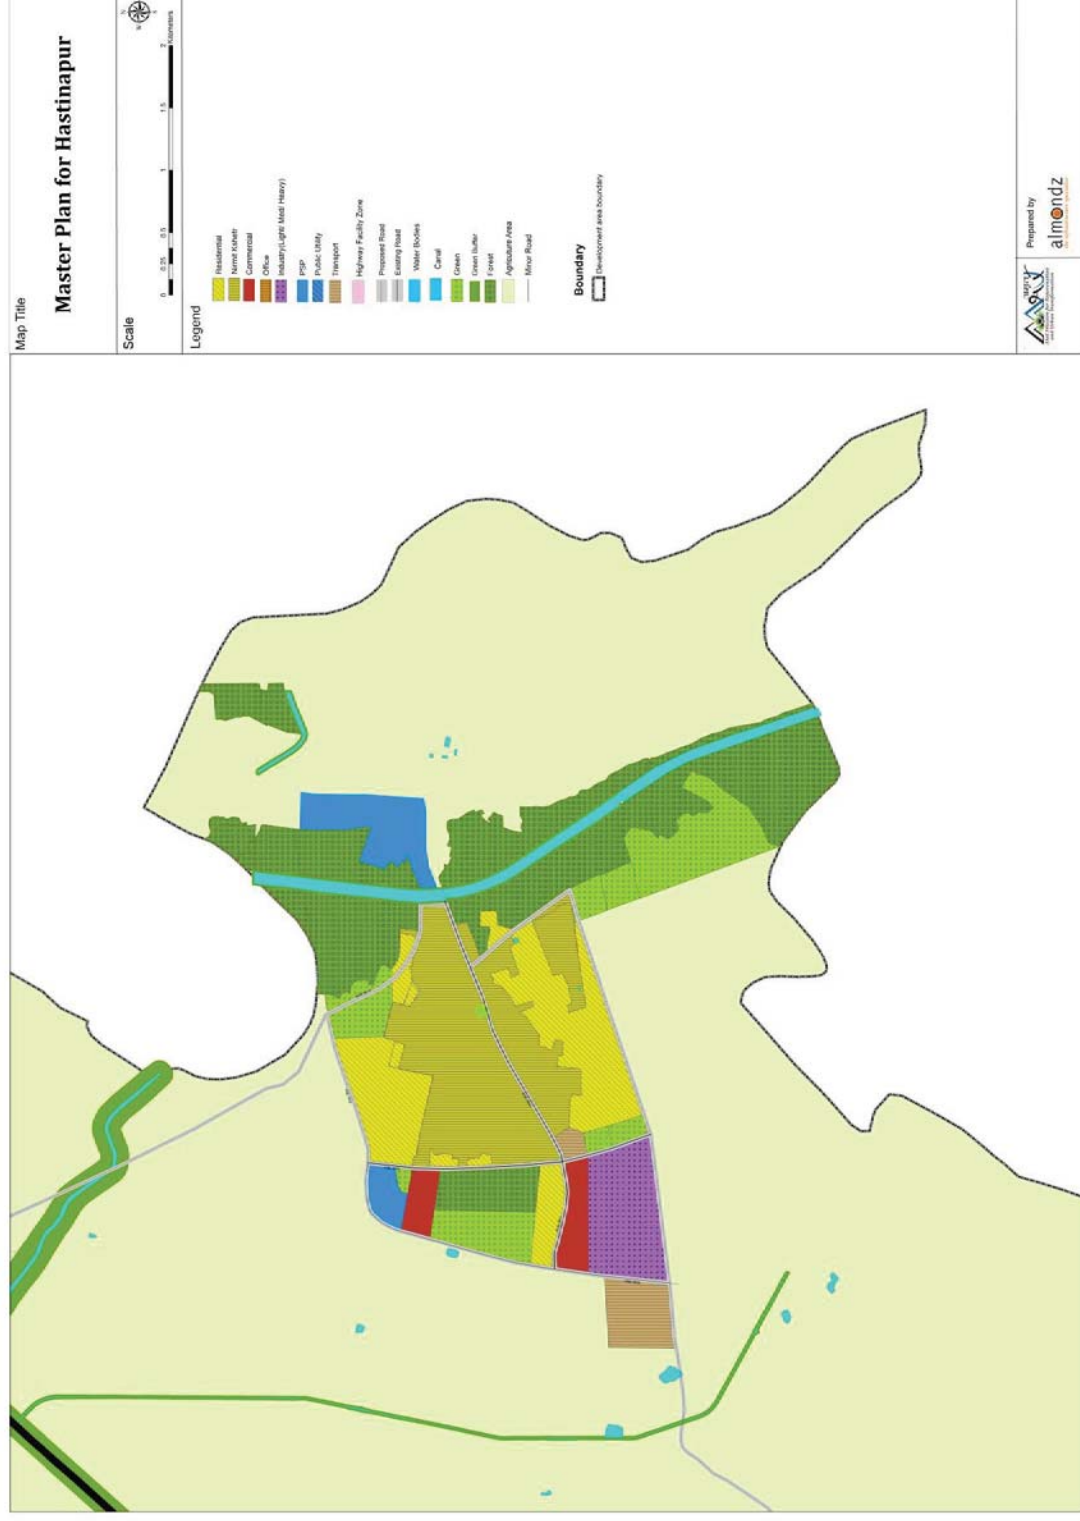 Map Title
Master Plan for Hastinapur
Scale
0 0.25 0.5 1 1.5 2
Kilometers
N
W
Legend
Residential
Nirmit Kshetr
Commercial
Office
Industry(Light/ Med/ Heavy)
PSP
Public Utility
Transport
Highway Facility Zone
Proposed Road
Existing Road
Water Bodies
Canal
Green
Green Buffer
Forest
Agriculture Area
Minor Road
Boundary
Development area boundary
Prepared by
almondz